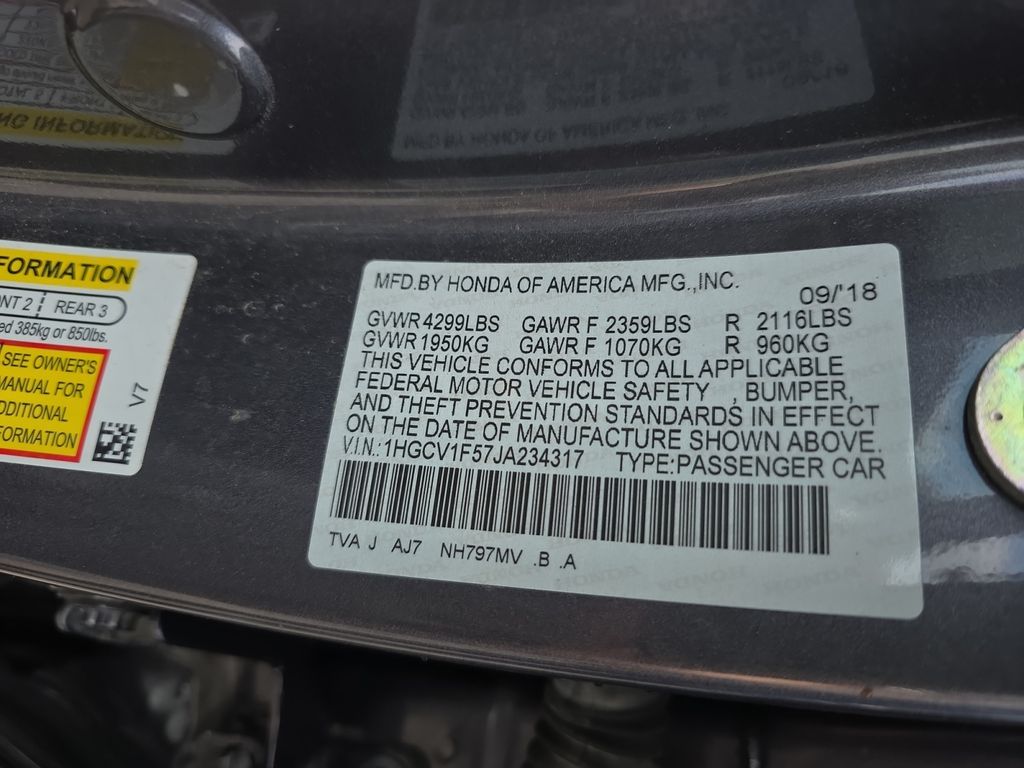 FORMATION
NT 2 REAR 3
ed 385kg or 850lbs.
SEE OWNER'S
MANUAL FOR
DDITIONAL
FORMATION
V7
MFD.BY HONDA OF AMERICA MFG.,INC.
09/'18
GVWR 4299LBS GAWR F 2359LBS R 2116LBS
GVWR 1950KG GAWR F 1070KG R 960KG
THIS VEHICLE CONFORMS TO ALL APPLICABLE
FEDERAL MOTOR VEHICLE SAFETY , BUMPER,
AND THEFT PREVENTION STANDARDS IN EFFECT
ON THE DATE OF MANUFACTURE SHOWN ABOVE.
V.I.N.: 1HGCV1F57JA234317 TYPE:PASSENGER CAR
TVA J AJ7 NH797MV .B .A